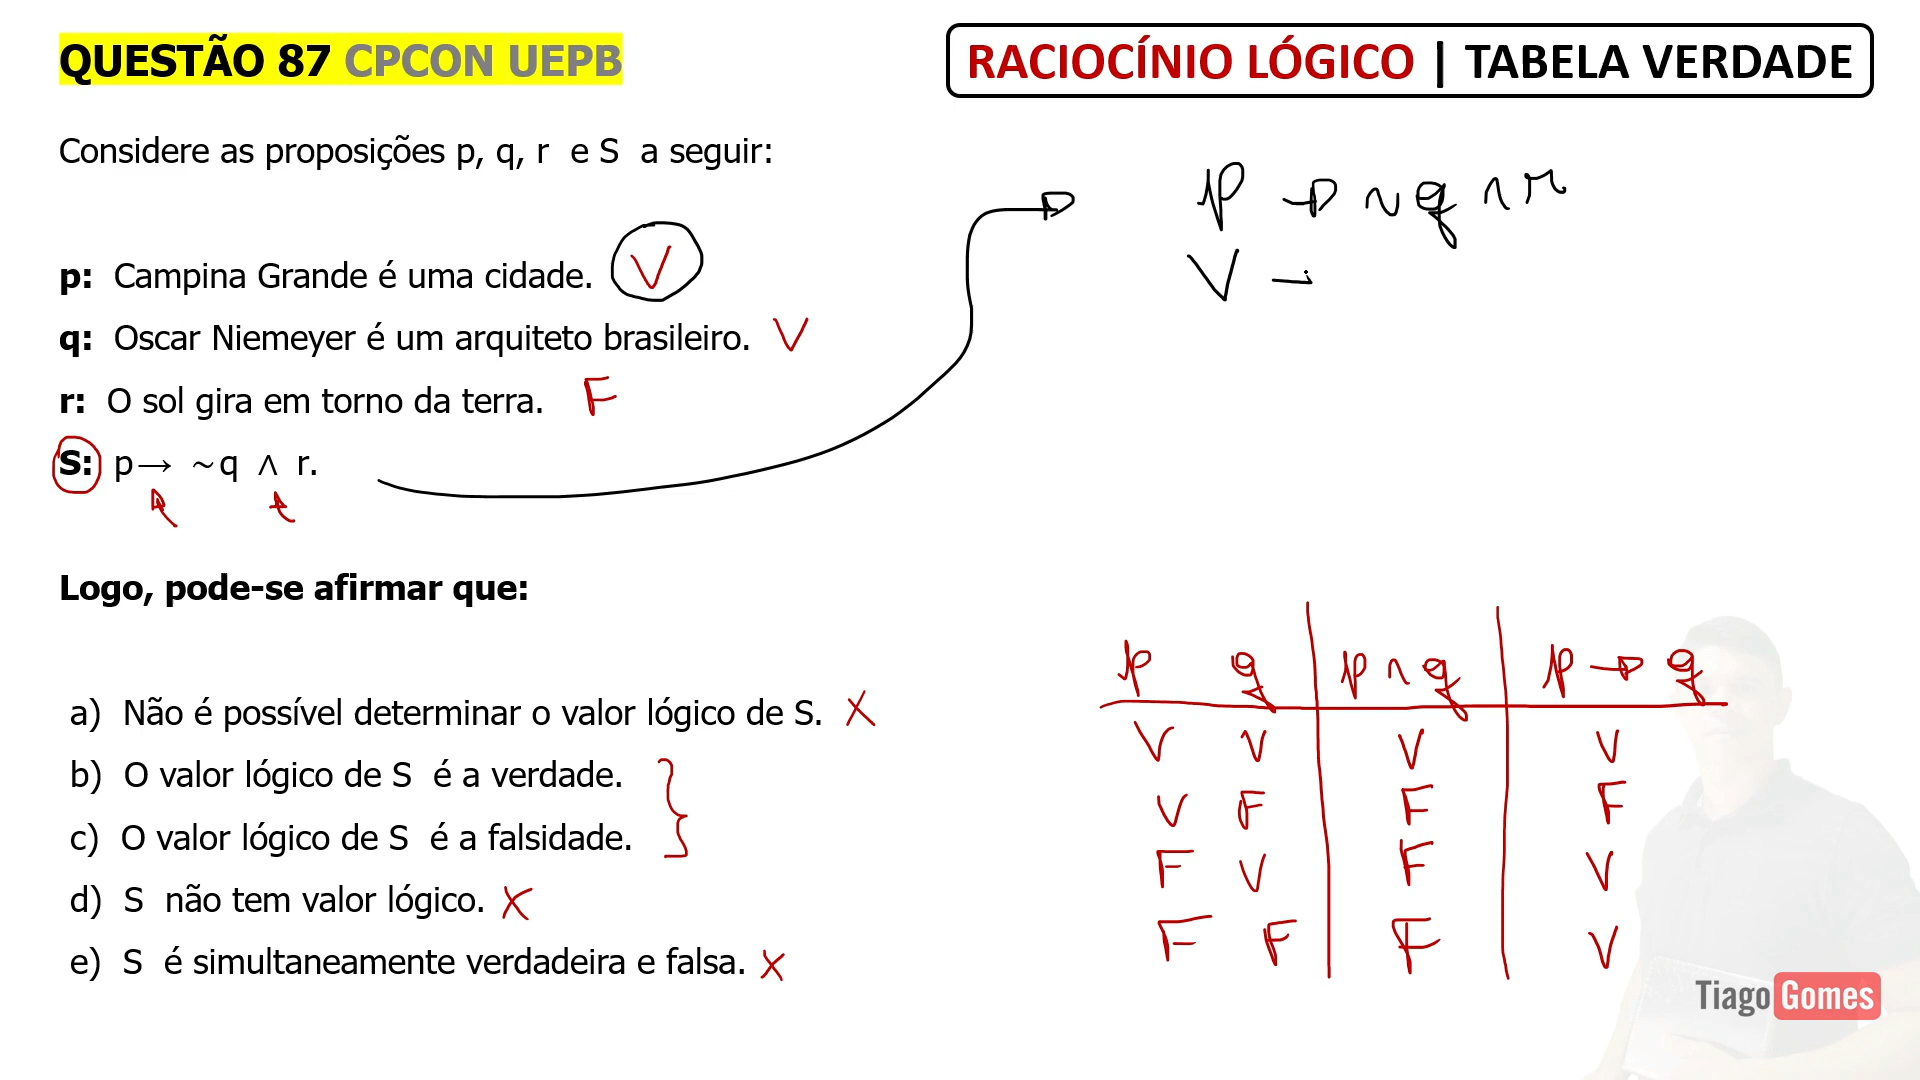 QUESTÃO 87 CPCON UEPB
RACIOCÍNIO LÓGICO | TABELA VERDADE
Considere as proposições p, q, r e S a seguir:
p: Campina Grande é uma cidade. V
q: Oscar Niemeyer é um arquiteto brasileiro. V
r: O sol gira em torno da terra. F
S: p→ ~q ∧ r.
p → ~q ∧ r
V →
Logo, pode-se afirmar que:
a) Não é possível determinar o valor lógico de S. X
b) O valor lógico de S é a verdade.
c) O valor lógico de S é a falsidade.
d) S não tem valor lógico. X
e) S é simultaneamente verdadeira e falsa. X
p q p ∧ q p → q
V V V V
V F F F
F V F V
F F F V
Tiago Gomes